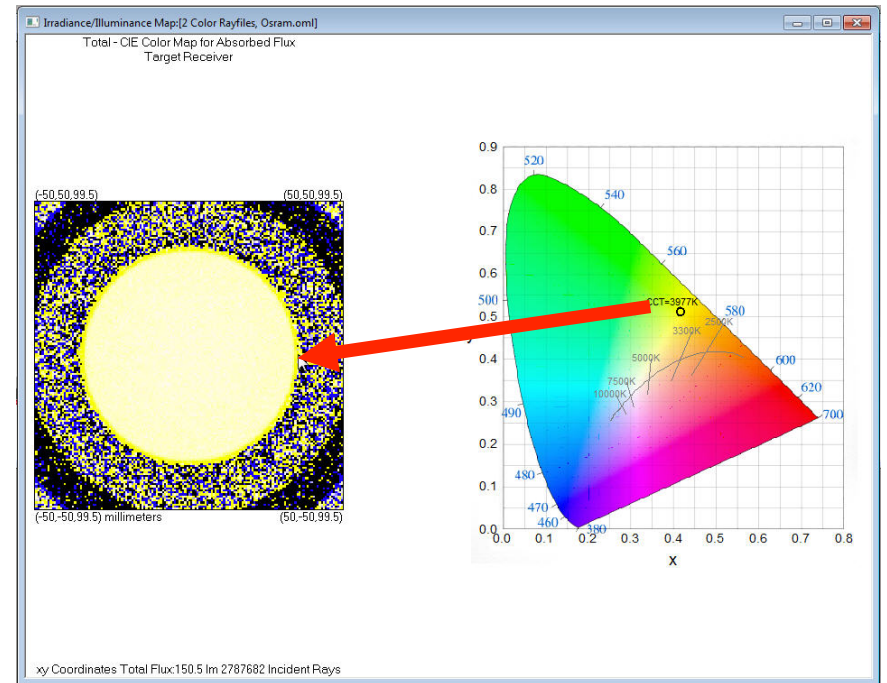 Irradiance/Illuminance Map:[2 Color Rayfiles, Osram.oml]
Total - CIE Color Map for Absorbed Flux
Target Receiver
(-50,50,99.5)
(50,50,99.5)
(-50,-50,99.5) millimeters
(50,-50,99.5)
0.9
0.8
0.7
0.6
0.5
0.4
0.3
0.2
0.1
0.0
520
540
560
500
CCT=3977K
580
2500K
3300K
600
5000K
7500K
10000K
620
700
490
480
470
460
380
y
0.0
0.1
0.2
0.3
0.4
0.5
0.6
0.7
0.8
x
xy Coordinates Total Flux:150.5 lm 2787682 Incident Rays